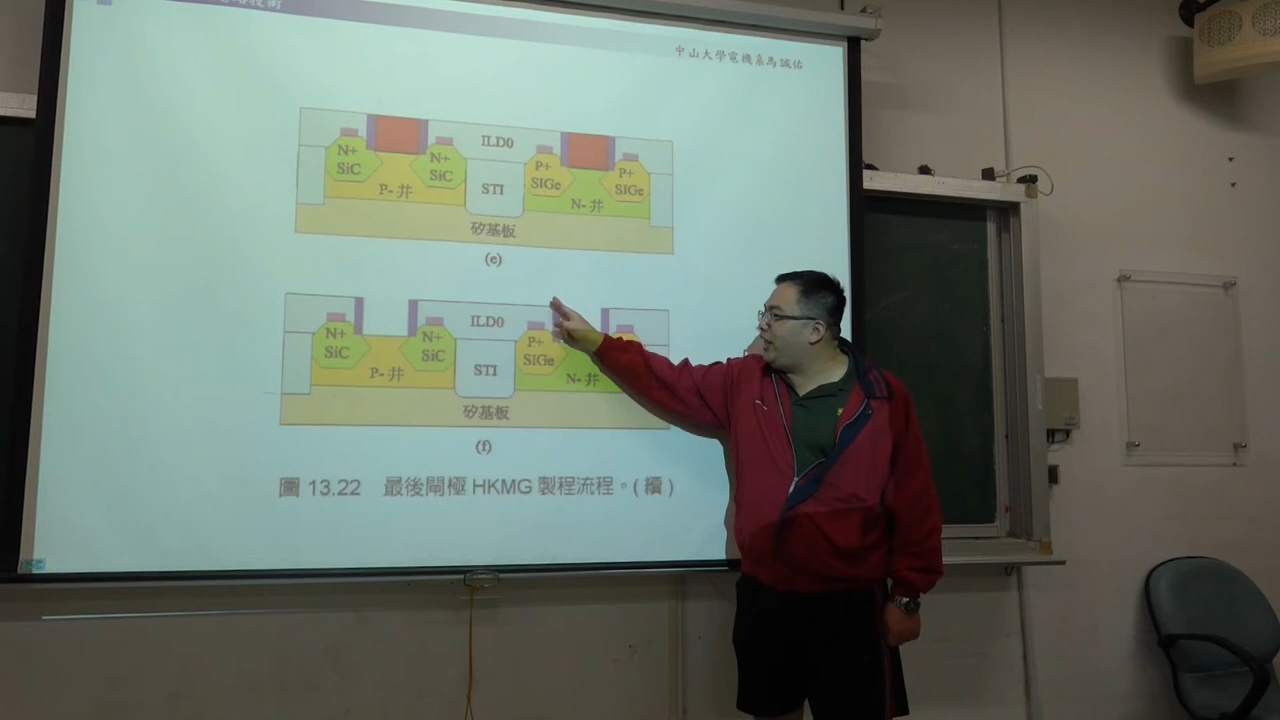 技術
中山大學電機系馬誠佑
N+
SiC
N+
SiC
ILD0
P+
SIGe
P+
SIGe
P-井
STI
N-井
矽基板
(e)
N+
SiC
N+
SiC
ILD0
P+
SIGe
P-井
STI
N-井
矽基板
(f)
圖 13.22 最後閘極 HKMG 製程流程。(續)